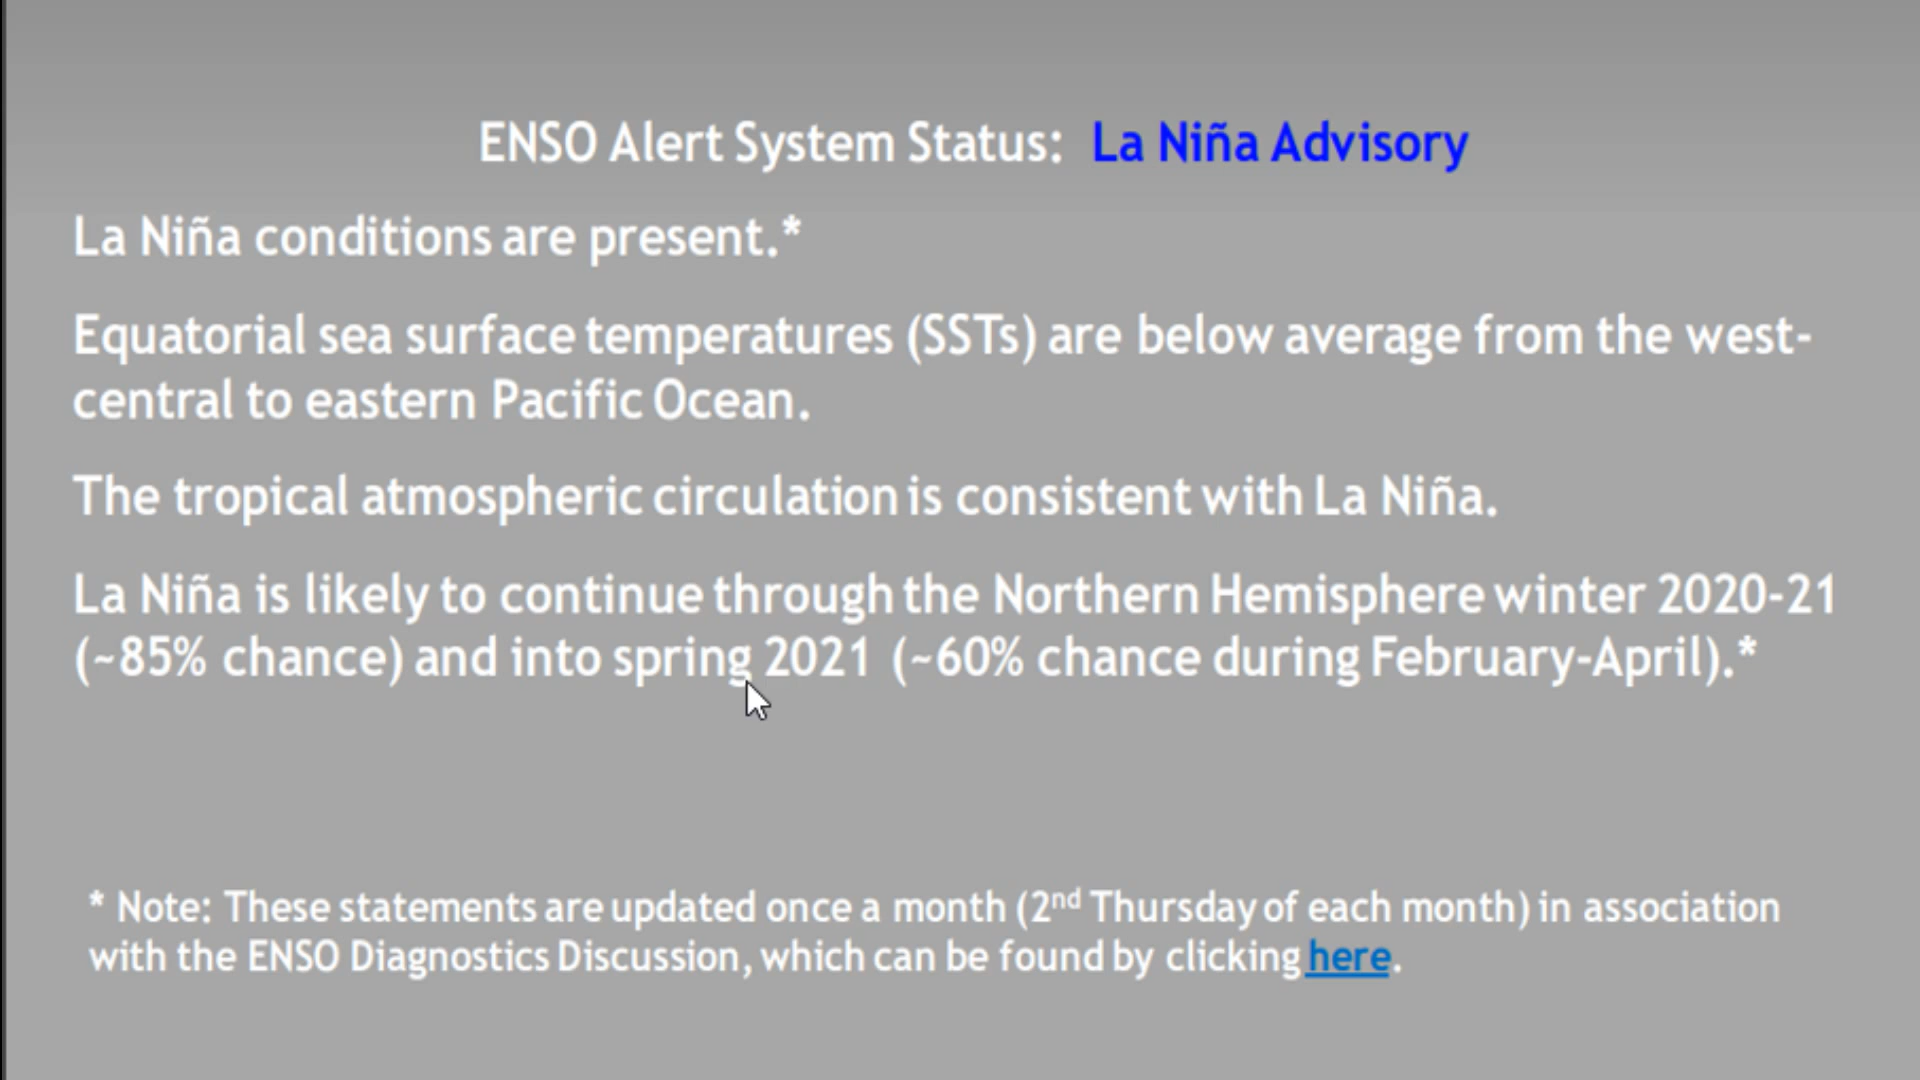 ENSO Alert System Status: La Niña Advisory
La Niña conditions are present.*
Equatorial sea surface temperatures (SSTs) are below average from the west-
central to eastern Pacific Ocean.
The tropical atmospheric circulation is consistent with La Niña.
La Niña is likely to continue through the Northern Hemisphere winter 2020-21
(~85% chance) and into spring 2021 (~60% chance during February-April).*
* Note: These statements are updated once a month (2nd Thursday of each month) in association
with the ENSO Diagnostics Discussion, which can be found by clicking here.